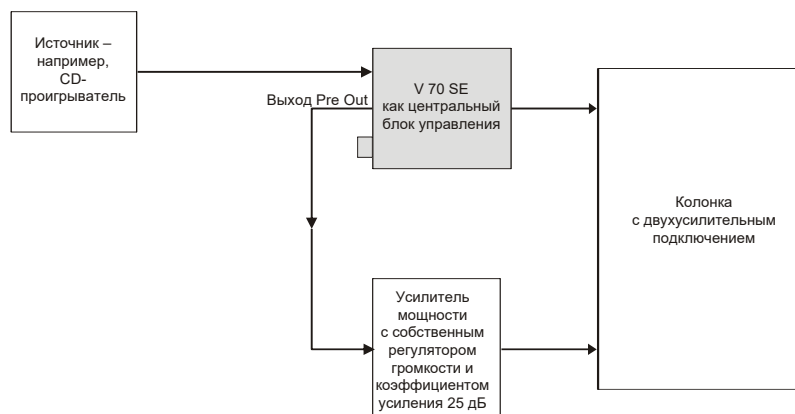 Источник –
например,
CD-
проигрыватель
V 70 SE
как центральный
блок управления
Выход Pre Out
Колонка
с двухусилительным
подключением
Усилитель
мощности
с собственным
регулятором
громкости и
коэффициентом
усиления 25 дБ